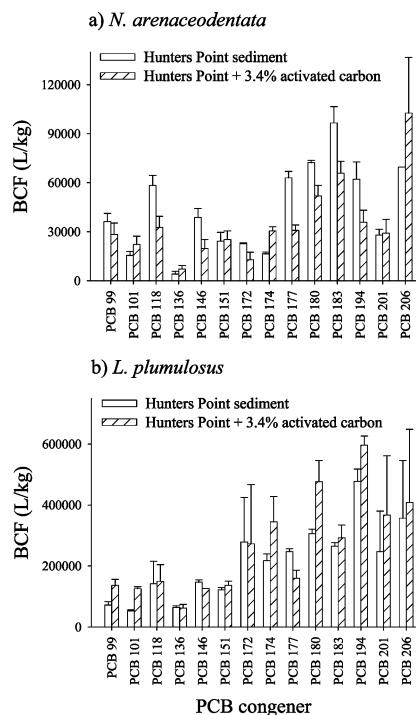 a) N. arenaceodentata
Hunters Point sediment
Hunters Point + 3.4% activated carbon
BCF (L/kg)
120000
90000
60000
30000
0
PCB 99
PCB 101
PCB 118
PCB 136
PCB 146
PCB 151
PCB 172
PCB 174
PCB 177
PCB 180
PCB 183
PCB 194
PCB 201
PCB 206
b) L. plumulosus
Hunters Point sediment
Hunters Point + 3.4% activated carbon
BCF (L/kg)
600000
400000
200000
0
PCB 99
PCB 101
PCB 118
PCB 136
PCB 146
PCB 151
PCB 172
PCB 174
PCB 177
PCB 180
PCB 183
PCB 194
PCB 201
PCB 206
PCB congener